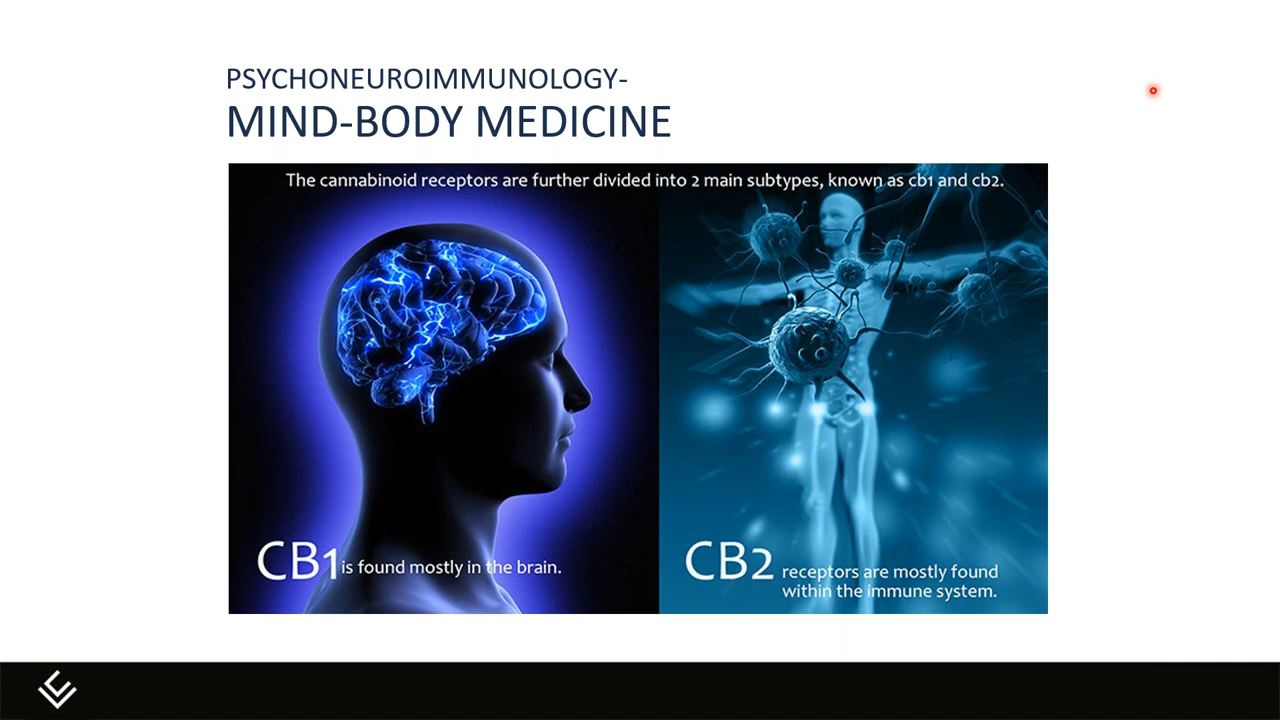 PSYCHONEUROIMMUNOLOGY-
MIND-BODY MEDICINE
The cannabinoid receptors are further divided into 2 main subtypes, known as cb1 and cb2.
CB1 is found mostly in the brain.
CB2 receptors are mostly found
within the immune system.